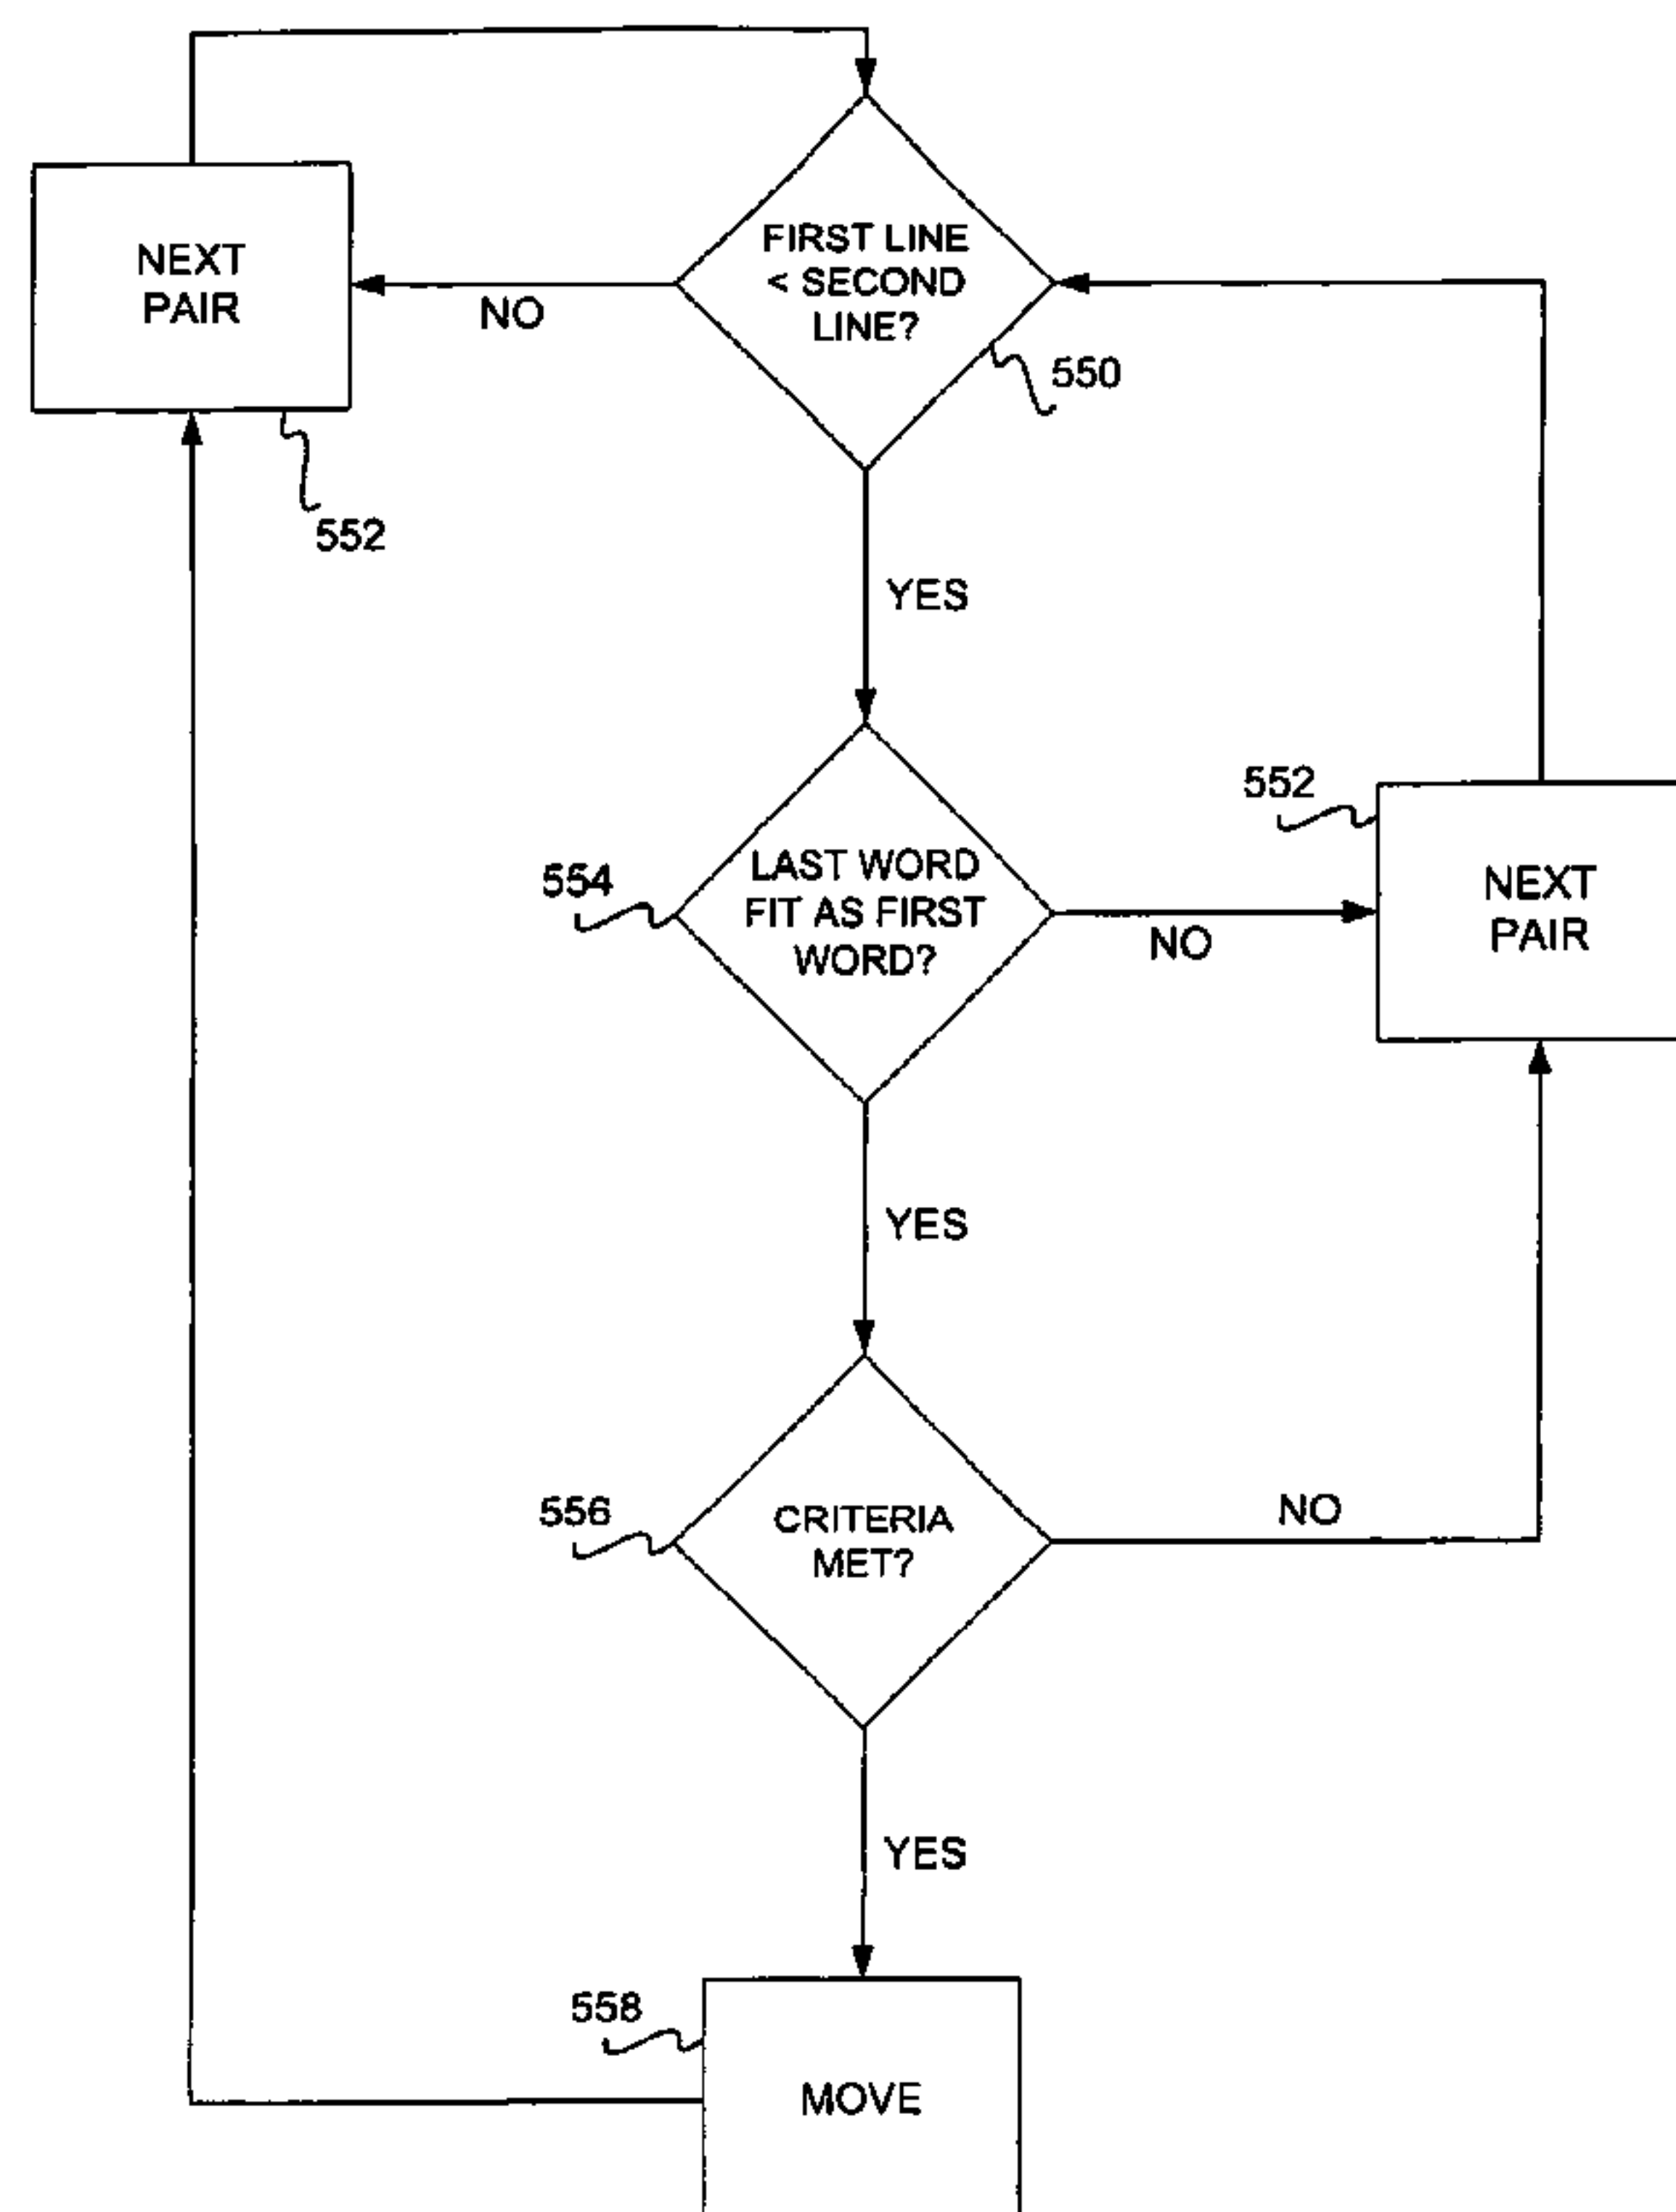 FIRST LINE
< SECOND
LINE?
550
NEXT
PAIR
NO
552
YES
554
LAST WORD
FIT AS FIRST
WORD?
NO
552
NEXT
PAIR
YES
556
CRITERIA
MET?
NO
YES
558
MOVE